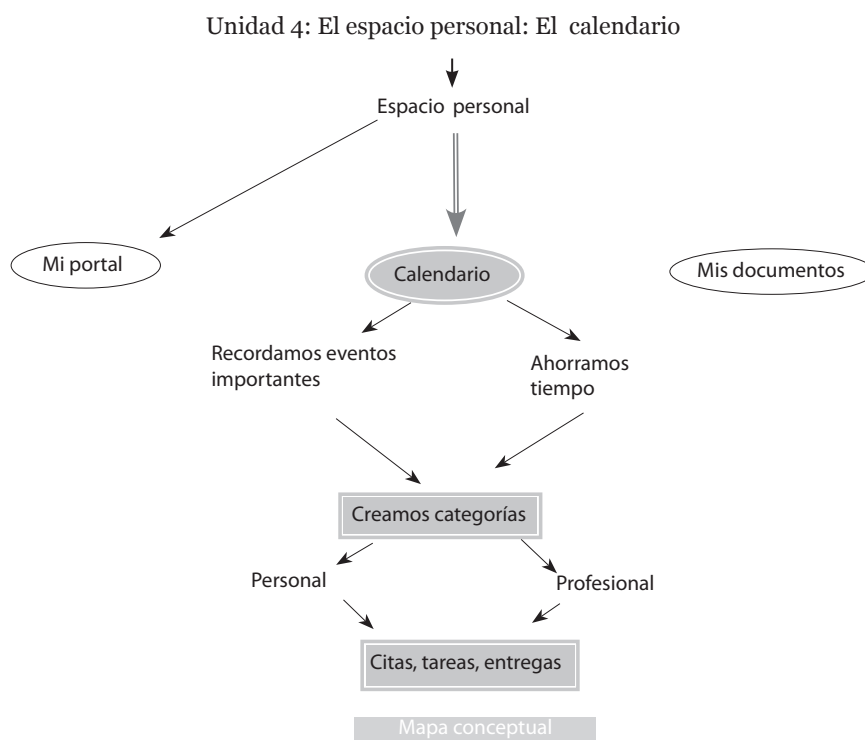 Unidad 4: El espacio personal: El calendario
Espacio personal
Mi portal
Calendario
Mis documentos
Recordamos eventos
importantes
Ahorramos
tiempo
Creamos categorías
Personal
Profesional
Citas, tareas, entregas
Mapa conceptual